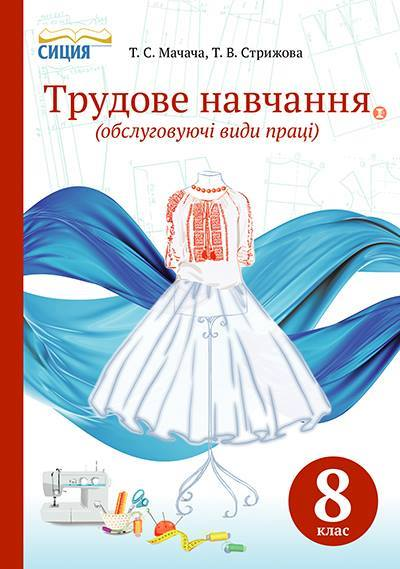 СИЦИЯ
Т. С. Мачача, Т. В. Стрижова
Трудове навчання
(обслуговуючі види праці)
8
клас